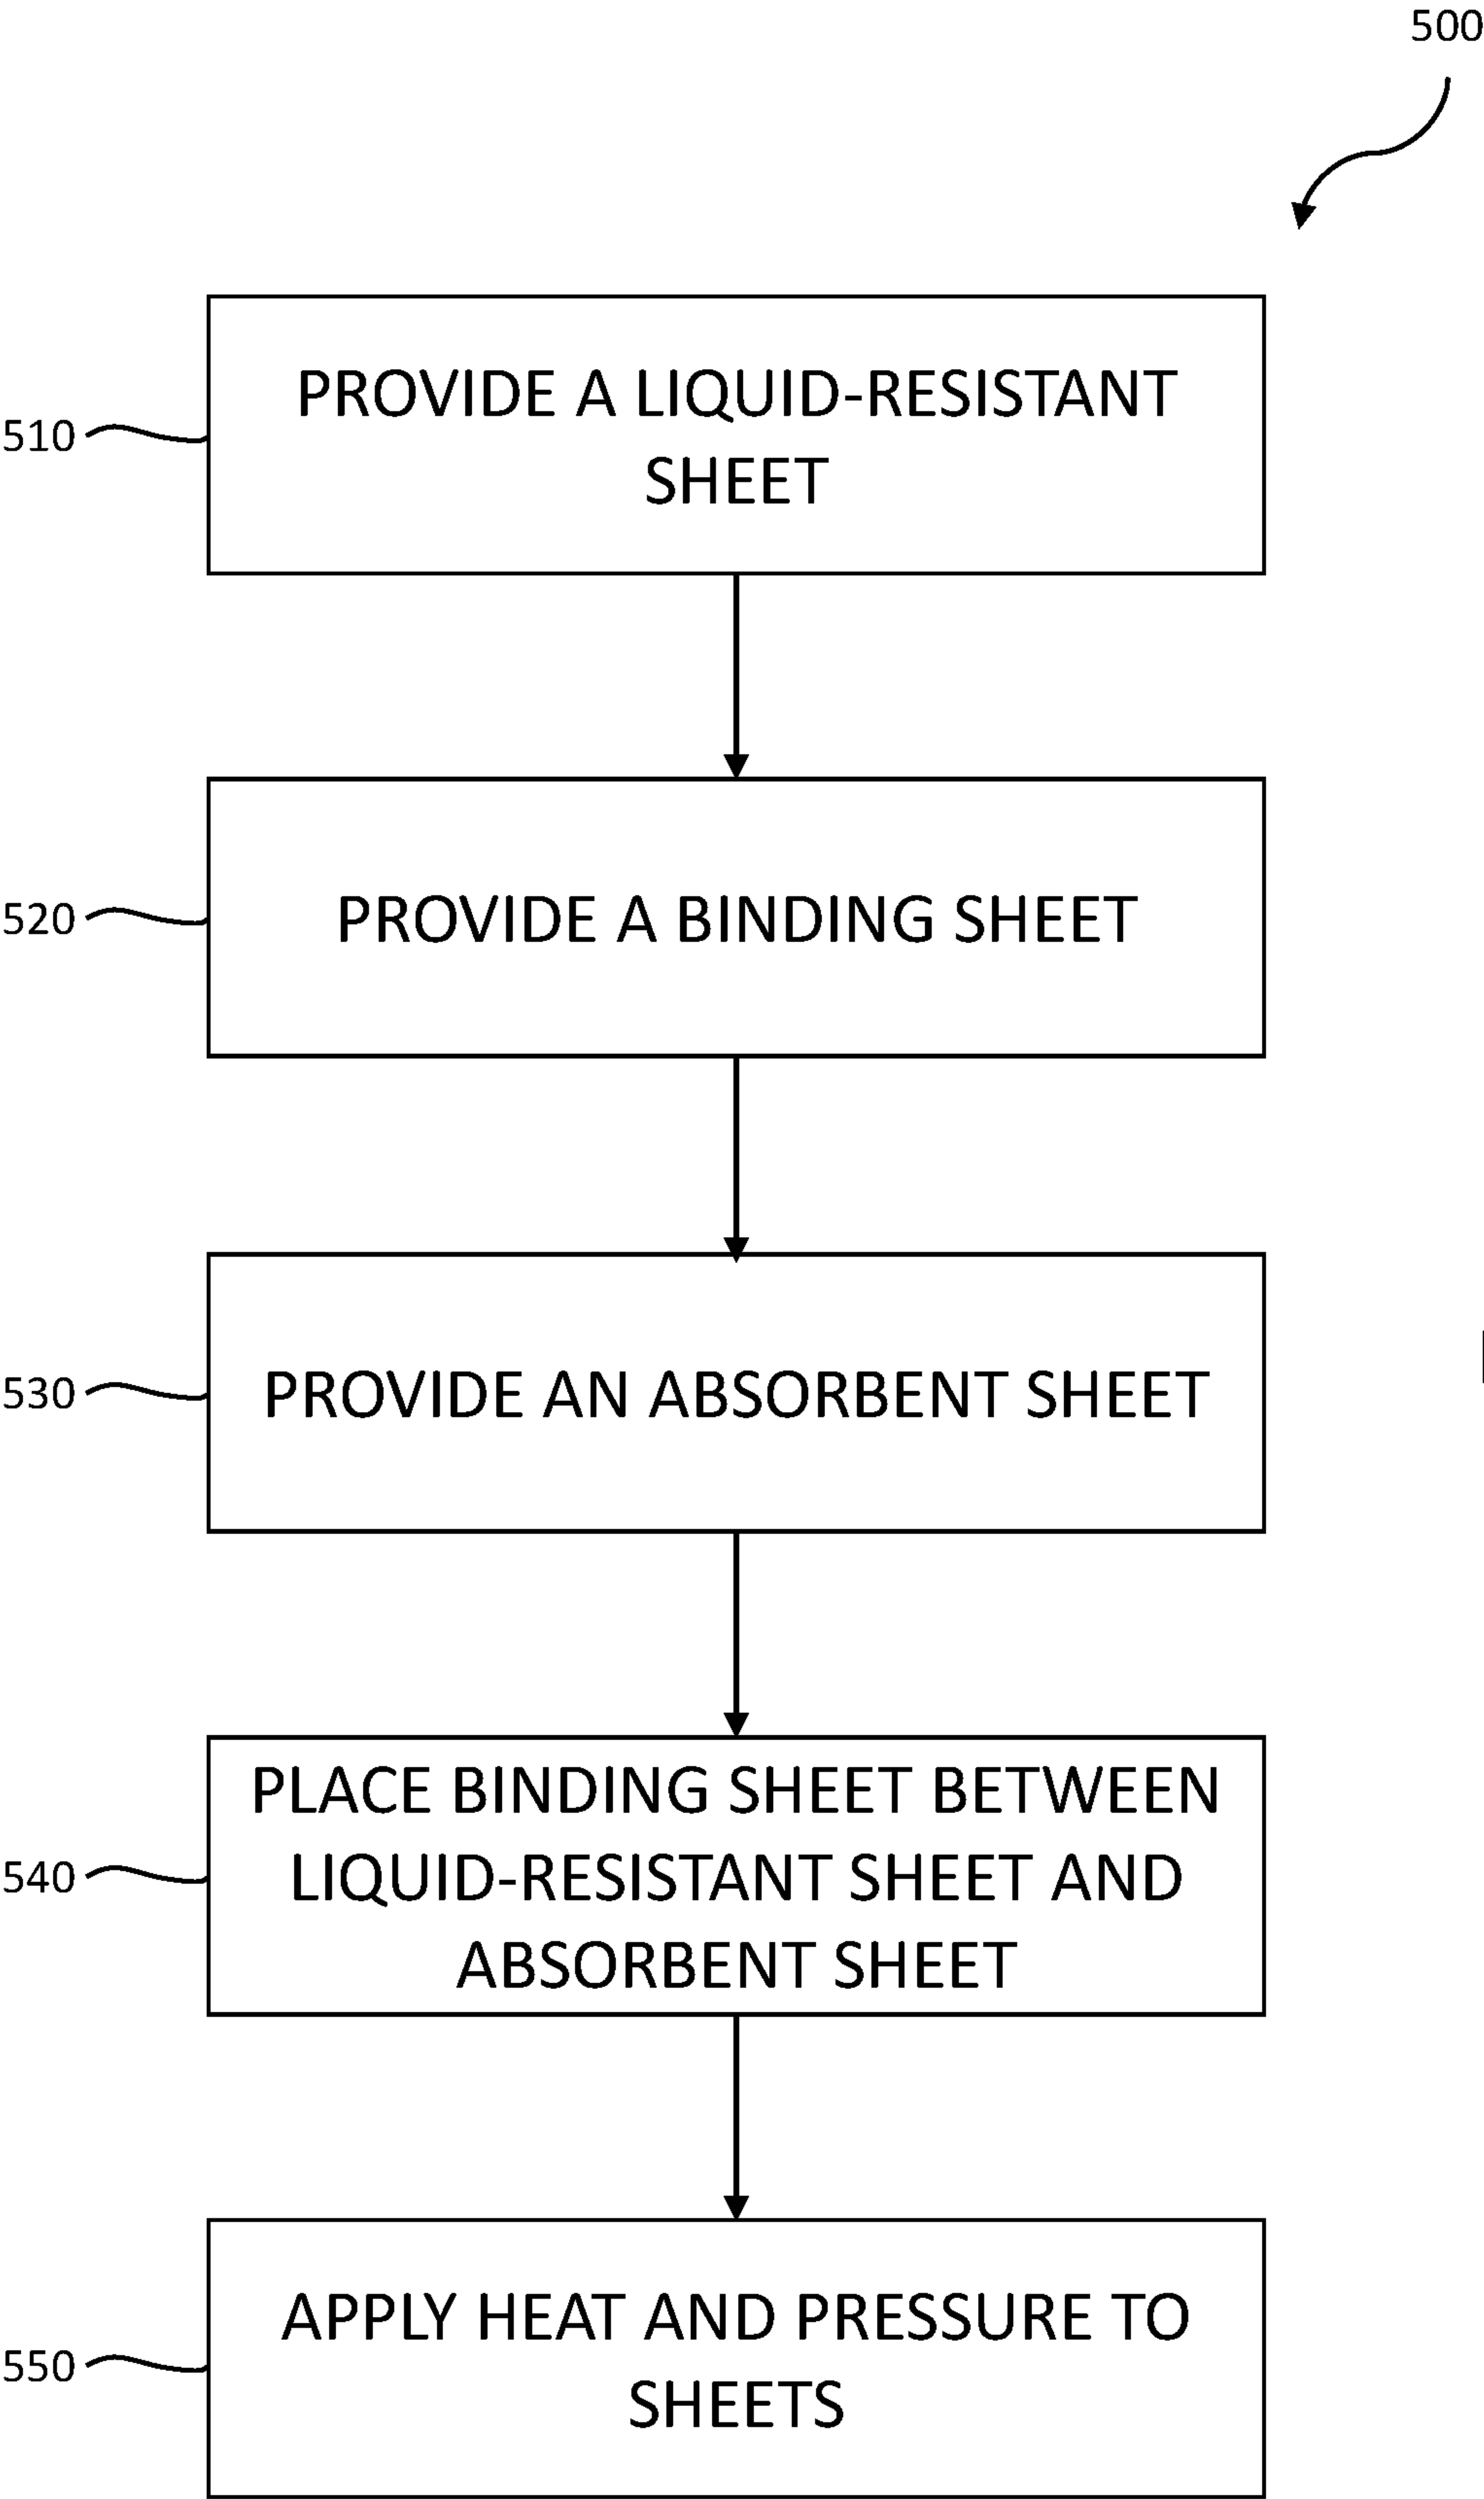 500
PROVIDE A LIQUID-RESISTANT
SHEET
510
PROVIDE A BINDING SHEET
520
PROVIDE AN ABSORBENT SHEET
530
PLACE BINDING SHEET BETWEEN
LIQUID-RESISTANT SHEET AND
ABSORBENT SHEET
540
APPLY HEAT AND PRESSURE TO
SHEETS
550